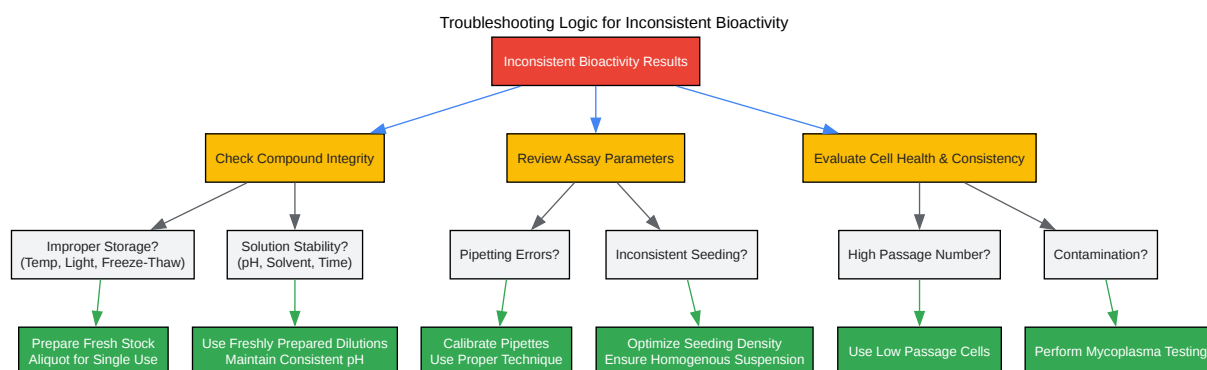 Troubleshooting Logic for Inconsistent Bioactivity
Inconsistent Bioactivity Results
Check Compound Integrity
Review Assay Parameters
Evaluate Cell Health & Consistency
Improper Storage?
(Temp, Light, Freeze-Thaw)
Solution Stability?
(pH, Solvent, Time)
Pipetting Errors?
Inconsistent Seeding?
High Passage Number?
Contamination?
Prepare Fresh Stock
Aliquot for Single Use
Use Freshly Prepared Dilutions
Maintain Consistent pH
Calibrate Pipettes
Use Proper Technique
Optimize Seeding Density
Ensure Homogenous Suspension
Use Low Passage Cells
Perform Mycoplasma Testing